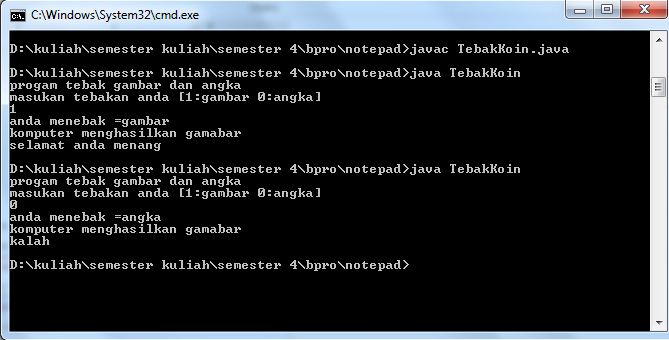 C:\Windows\System32\cmd.exe
D:\kuliah\semester kuliah\semester 4\bpro\notepad>javac TebakKoin.java
D:\kuliah\semester kuliah\semester 4\bpro\notepad>java TebakKoin
progam tebak gambar dan angka
masukan tebakan anda [1:gambar 0:angka]
1
anda menebak =gambar
komputer menghasilkan gamabar
selamat anda menang
D:\kuliah\semester kuliah\semester 4\bpro\notepad>java TebakKoin
progam tebak gambar dan angka
masukan tebakan anda [1:gambar 0:angka]
0
anda menebak =angka
komputer menghasilkan gamabar
kalah
D:\kuliah\semester kuliah\semester 4\bpro\notepad>